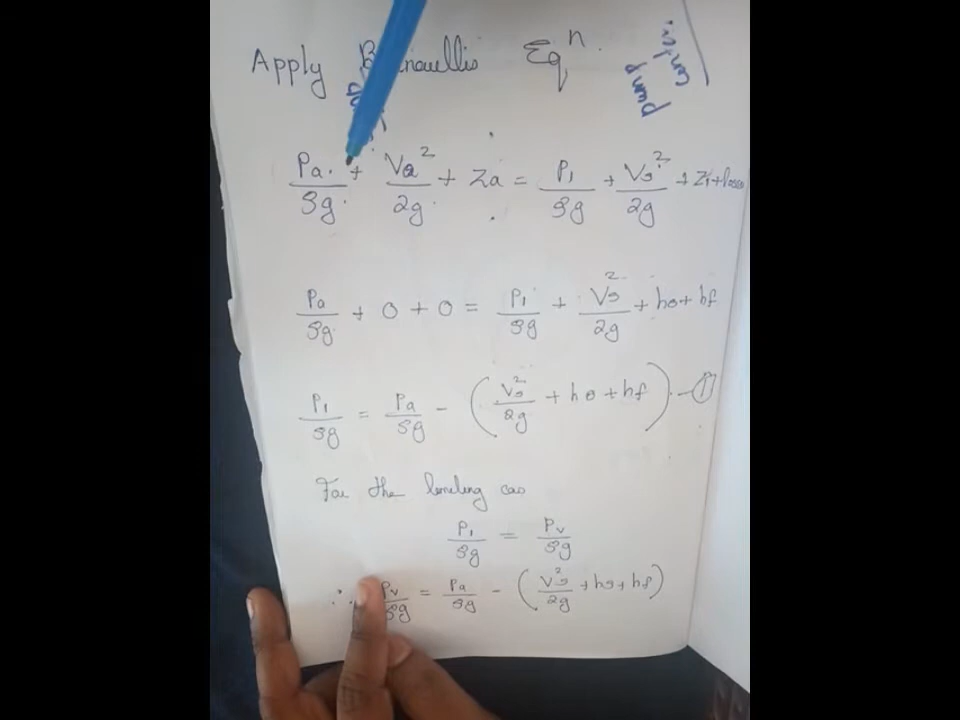 Apply Eqⁿ.
pump
center
Pa/ρg + Va²/2g + Za = P1/ρg + Vs²/2g + Z1 + losses
Pa/ρg + 0 + 0 = P1/ρg + Vs²/2g + hs + hf
P1/ρg = Pa/ρg - (Vs²/2g + hs + hf) - ①
For the limiting cas
P1/ρg = Pv/ρg
∴ Pv/ρg = Pa/ρg - (Vs²/2g + hs + hf)